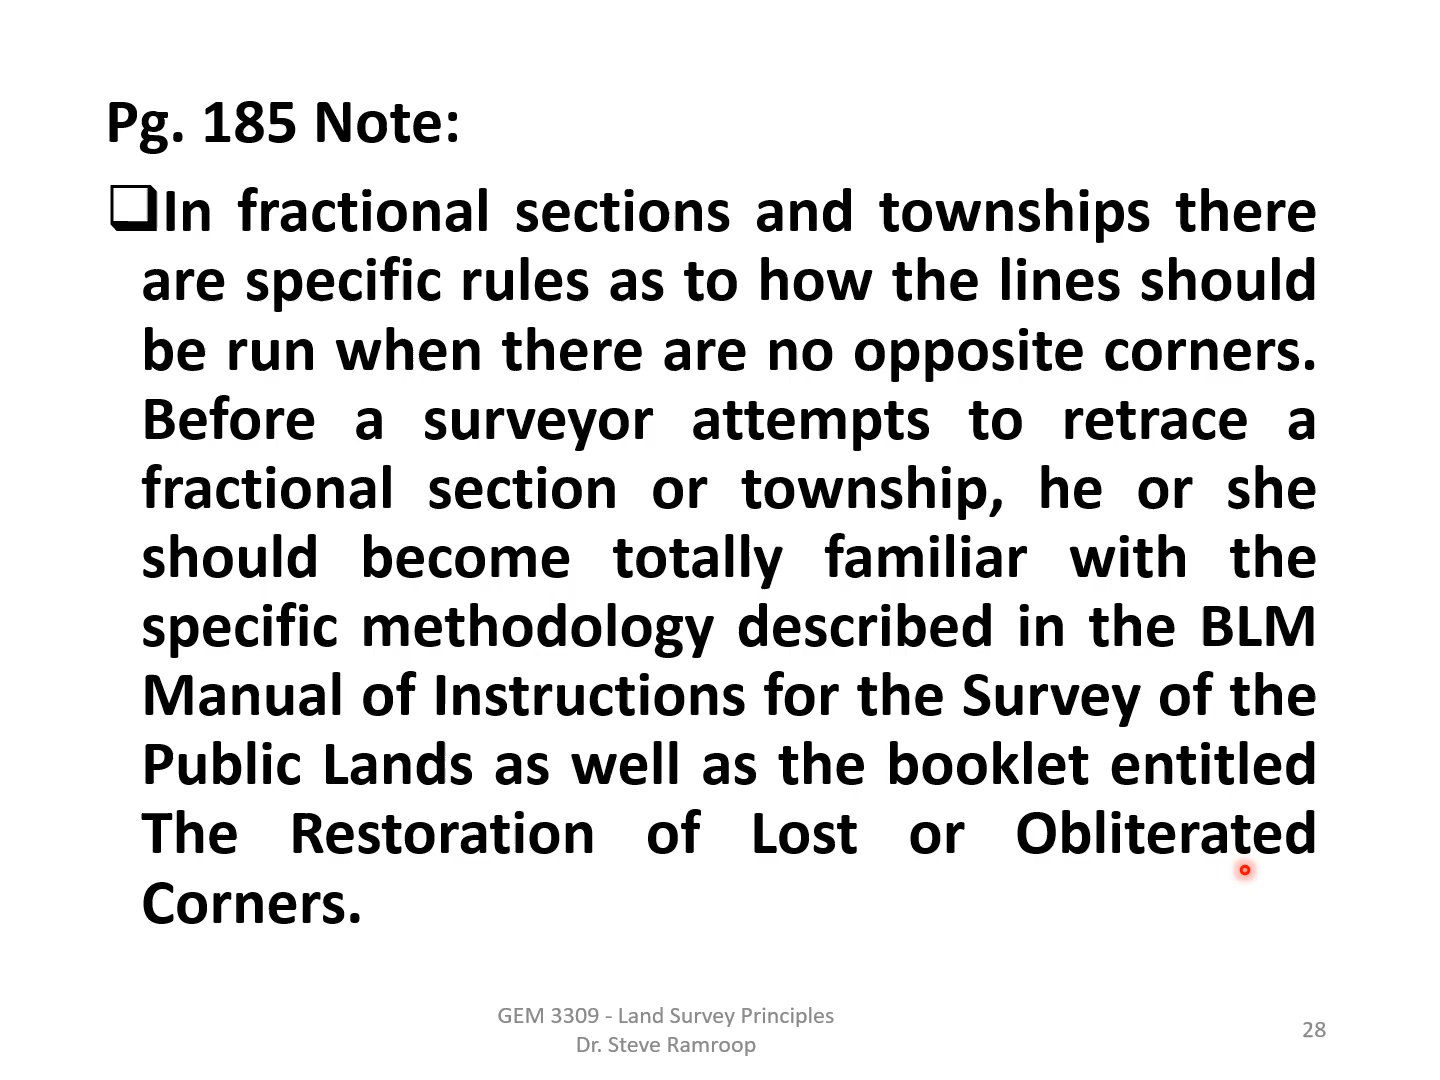 Pg. 185 Note:
❑In fractional sections and townships there
are specific rules as to how the lines should
be run when there are no opposite corners.
Before a surveyor attempts to retrace a
fractional section or township, he or she
should become totally familiar with the
specific methodology described in the BLM
Manual of Instructions for the Survey of the
Public Lands as well as the booklet entitled
The Restoration of Lost or Obliterated
Corners.
GEM 3309 - Land Survey Principles
Dr. Steve Ramroop
28